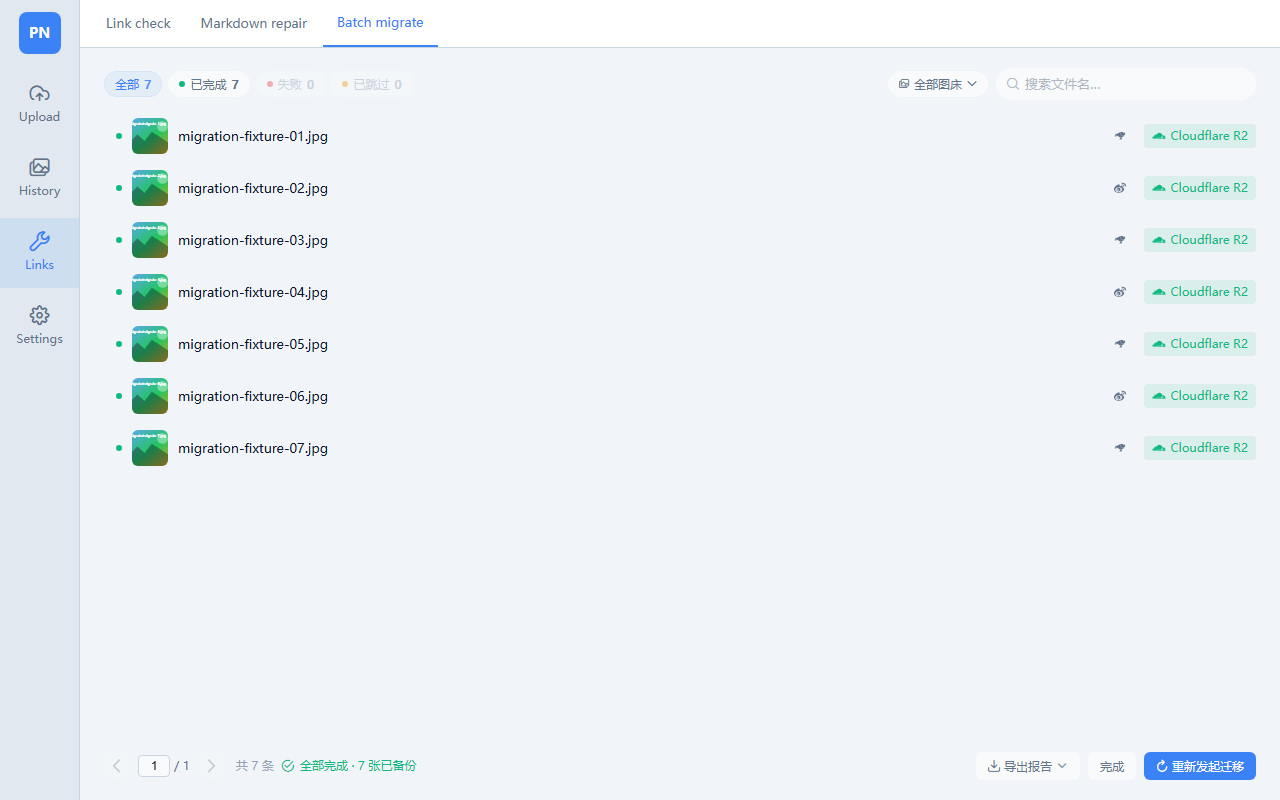 PN
Upload
History
Links
Settings
Link check
Markdown repair
Batch migrate
全部 7
已完成 7
失败 0
已跳过 0
全部图床
搜索文件名...
migration-fixture-01.jpg
Cloudflare R2
migration-fixture-02.jpg
Cloudflare R2
migration-fixture-03.jpg
Cloudflare R2
migration-fixture-04.jpg
Cloudflare R2
migration-fixture-05.jpg
Cloudflare R2
migration-fixture-06.jpg
Cloudflare R2
migration-fixture-07.jpg
Cloudflare R2
1 / 1
共 7 条
全部完成 · 7 张已备份
导出报告
完成
重新发起迁移